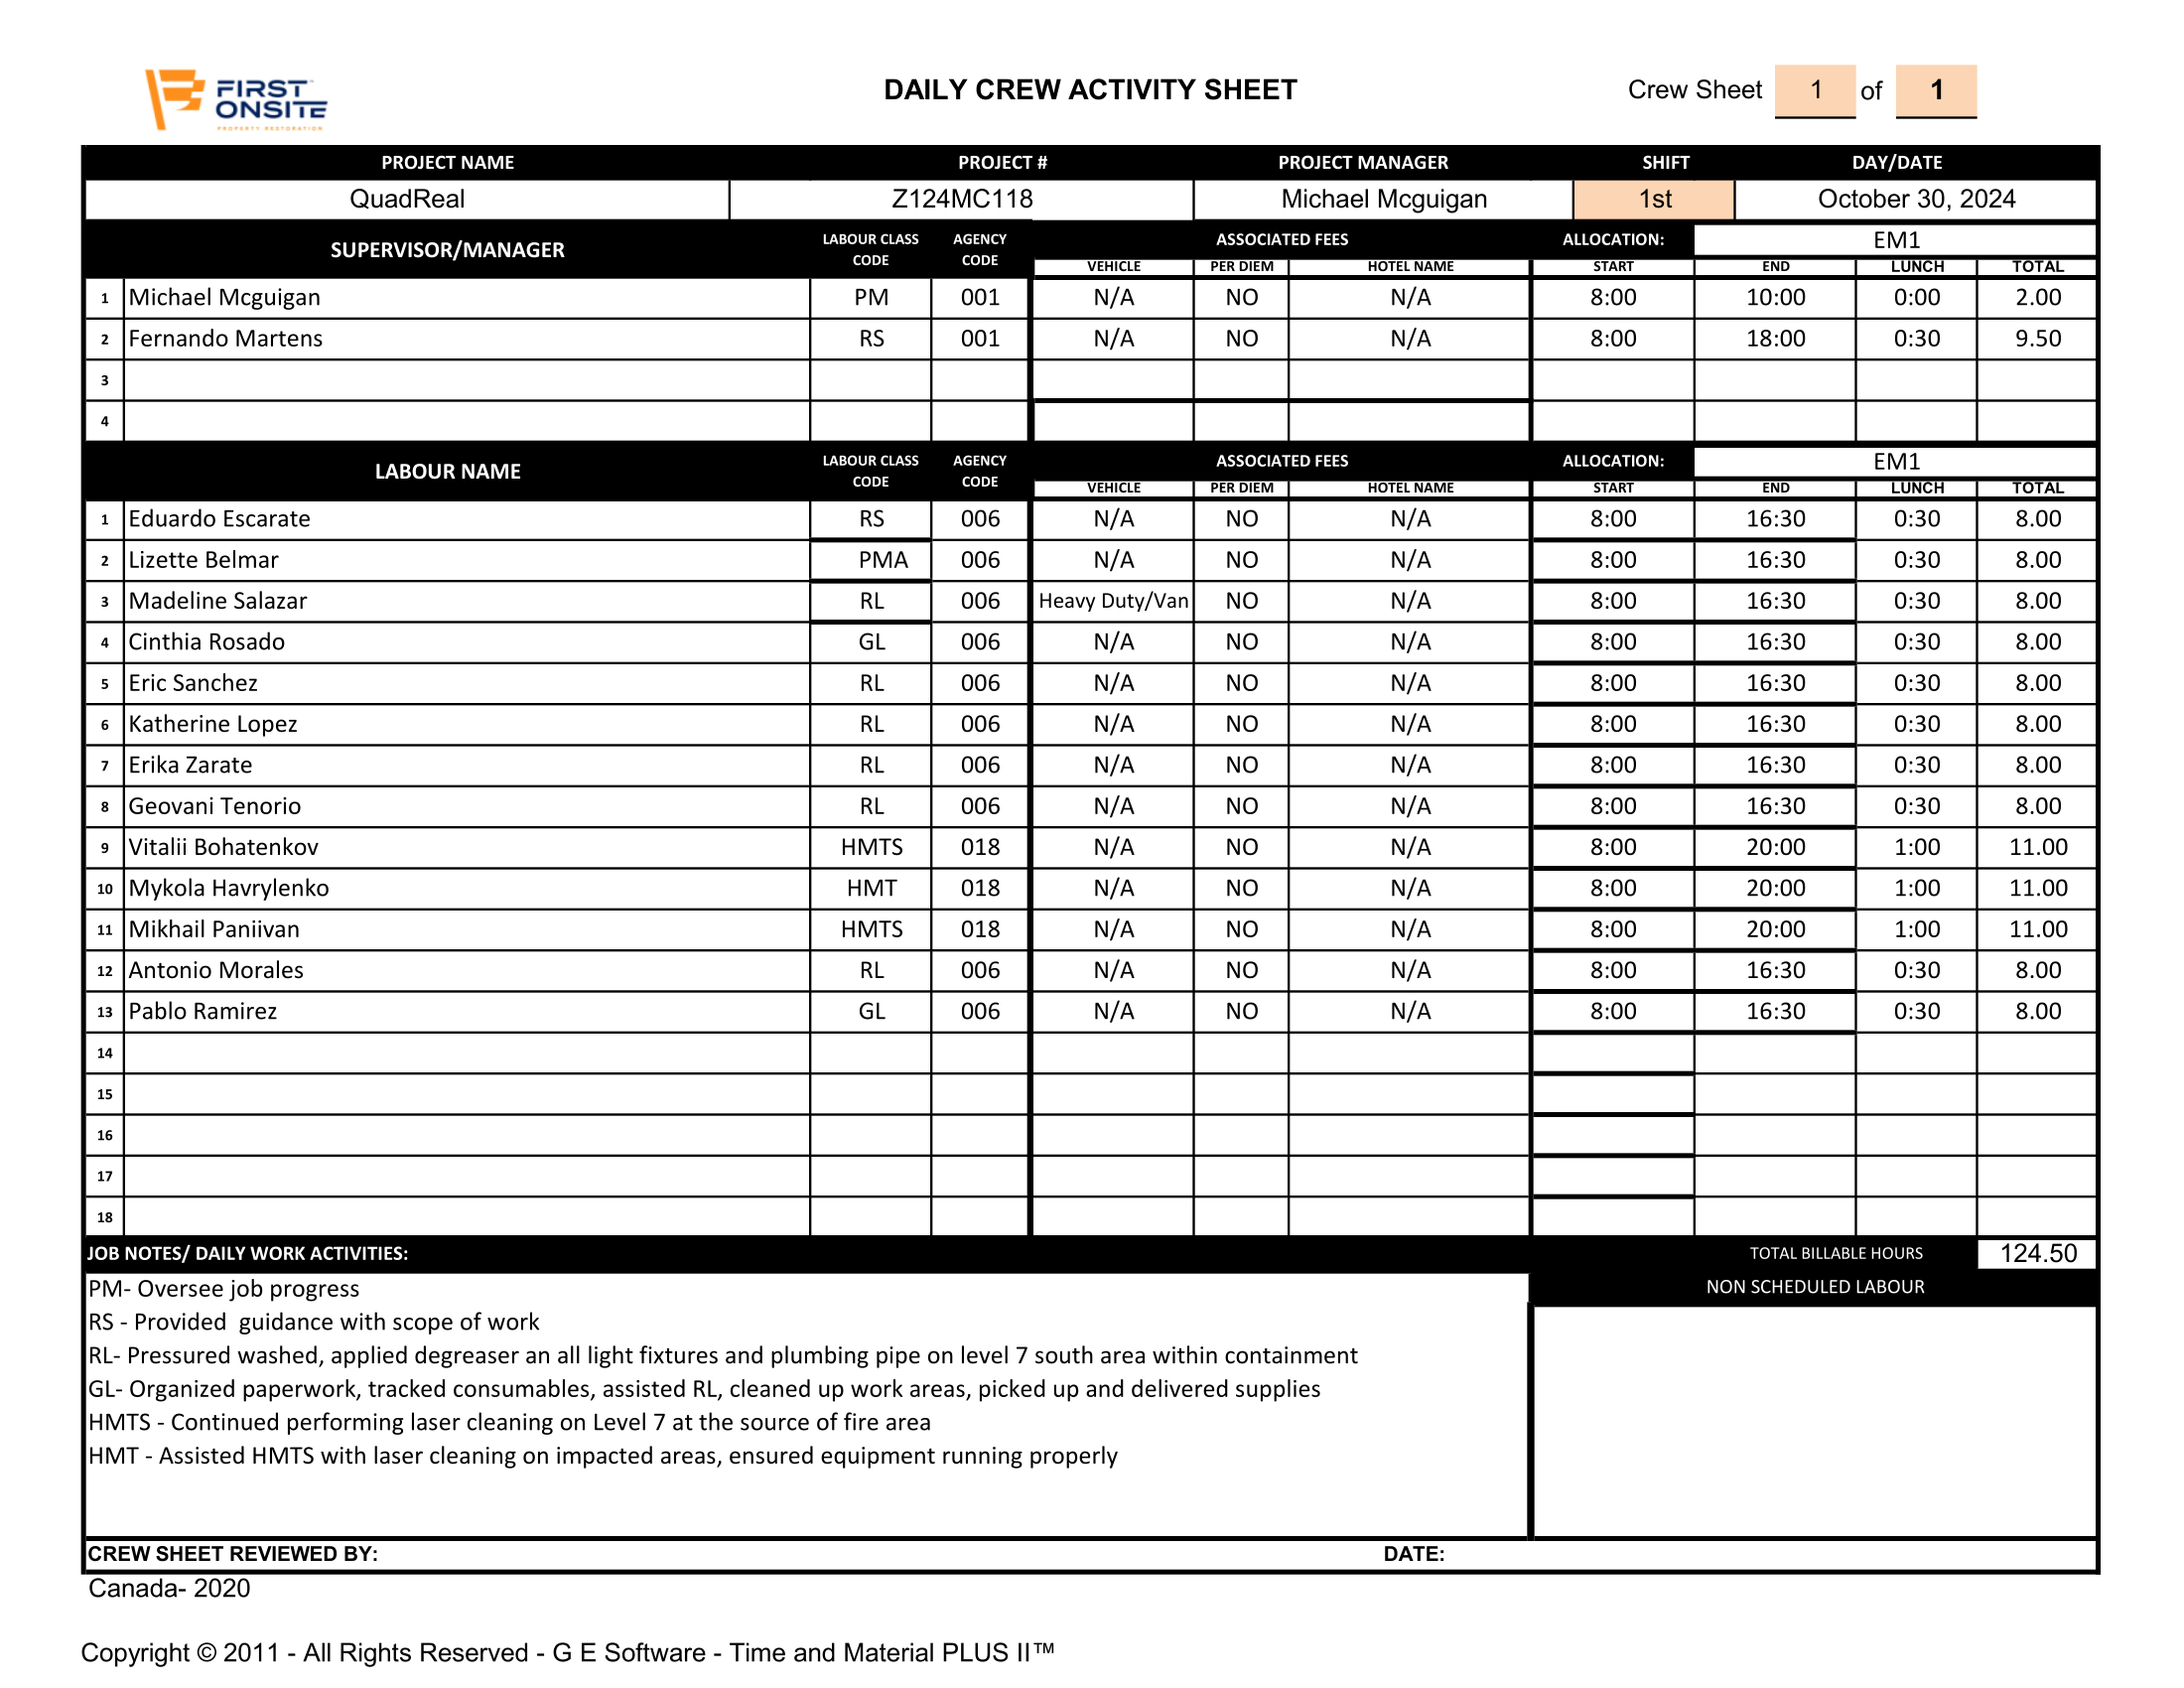 FIRST ONSITE
PROPERTY RESTORATION
DAILY CREW ACTIVITY SHEET
Crew Sheet 1 of 1
PROJECT NAME PROJECT # PROJECT MANAGER SHIFT DAY/DATE
QuadReal Z124MC118 Michael Mcguigan 1st October 30, 2024
SUPERVISOR/MANAGER LABOUR CLASS CODE AGENCY CODE ASSOCIATED FEES ALLOCATION: EM1
VEHICLE PER DIEM HOTEL NAME START END LUNCH TOTAL
1 Michael Mcguigan PM 001 N/A NO N/A 8:00 10:00 0:00 2.00
2 Fernando Martens RS 001 N/A NO N/A 8:00 18:00 0:30 9.50
3
4
LABOUR NAME LABOUR CLASS CODE AGENCY CODE ASSOCIATED FEES ALLOCATION: EM1
VEHICLE PER DIEM HOTEL NAME START END LUNCH TOTAL
1 Eduardo Escarate RS 006 N/A NO N/A 8:00 16:30 0:30 8.00
2 Lizette Belmar PMA 006 N/A NO N/A 8:00 16:30 0:30 8.00
3 Madeline Salazar RL 006 Heavy Duty/Van NO N/A 8:00 16:30 0:30 8.00
4 Cinthia Rosado GL 006 N/A NO N/A 8:00 16:30 0:30 8.00
5 Eric Sanchez RL 006 N/A NO N/A 8:00 16:30 0:30 8.00
6 Katherine Lopez RL 006 N/A NO N/A 8:00 16:30 0:30 8.00
7 Erika Zarate RL 006 N/A NO N/A 8:00 16:30 0:30 8.00
8 Geovani Tenorio RL 006 N/A NO N/A 8:00 16:30 0:30 8.00
9 Vitalii Bohatenkov HMTS 018 N/A NO N/A 8:00 20:00 1:00 11.00
10 Mykola Havrylenko HMT 018 N/A NO N/A 8:00 20:00 1:00 11.00
11 Mikhail Paniivan HMTS 018 N/A NO N/A 8:00 20:00 1:00 11.00
12 Antonio Morales RL 006 N/A NO N/A 8:00 16:30 0:30 8.00
13 Pablo Ramirez GL 006 N/A NO N/A 8:00 16:30 0:30 8.00
14
15
16
17
18
JOB NOTES/ DAILY WORK ACTIVITIES: TOTAL BILLABLE HOURS 124.50
NON SCHEDULED LABOUR
PM- Oversee job progress
RS - Provided  guidance with scope of work
RL- Pressured washed, applied degreaser an all light fixtures and plumbing pipe on level 7 south area within containment
GL- Organized paperwork, tracked consumables, assisted RL, cleaned up work areas, picked up and delivered supplies
HMTS - Continued performing laser cleaning on Level 7 at the source of fire area
HMT - Assisted HMTS with laser cleaning on impacted areas, ensured equipment running properly
CREW SHEET REVIEWED BY: DATE:
Canada- 2020
Copyright © 2011 - All Rights Reserved - G E Software - Time and Material PLUS II™